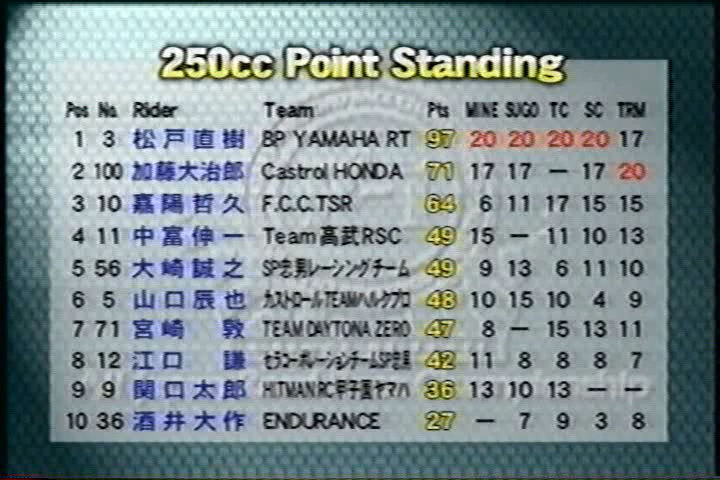 250cc Point Standing
Pos No. Rider Team Pts MINE SUGO TC SC TRM
1 3 松戸直樹 BP YAMAHA RT 97 20 20 20 20 17
2 100 加藤大治郎 Castrol HONDA 71 17 17 — 17 20
3 10 嘉陽哲久 F.C.C.TSR 64 6 11 17 15 15
4 11 中冨伸一 Team高武RSC 49 15 — 11 10 13
5 56 大崎誠之 SP忠男レーシングチーム 49 9 13 6 11 10
6 5 山口辰也 カストロールTEAMヘルクプロ 48 10 15 10 4 9
7 71 宮崎 敦 TEAM DAYTONA ZERO 47 8 — 15 13 11
8 12 江口 謙 セラコーポレーションチームSP忠男 42 11 8 8 8 7
9 9 関口太郎 HITMAN RC甲子園ヤマハ 36 13 10 13 — —
10 36 酒井大作 ENDURANCE 27 — 7 9 3 8